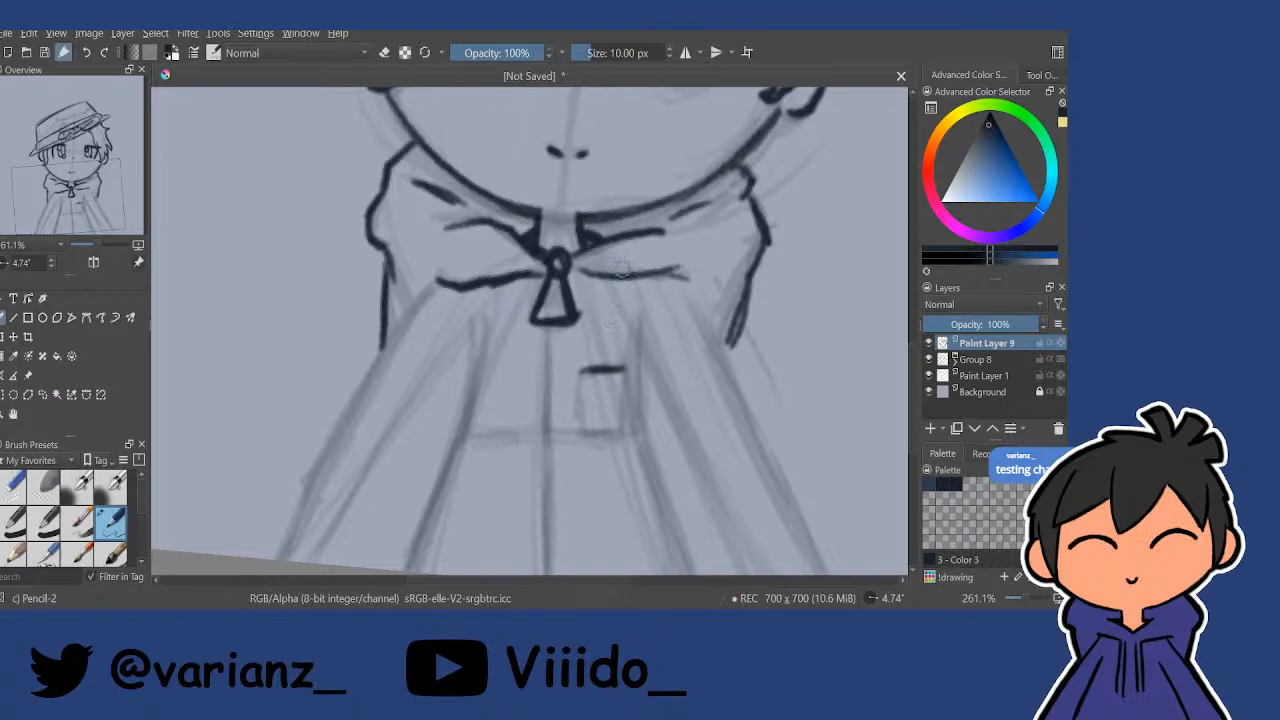 File Edit View Image Layer Select Filter Tools Settings Window Help
Normal
Opacity: 100%
Size: 10.00 px
Overview
[Not Saved] *
Advanced Color S...
Tool O...
Advanced Color Selector
61.1%
4.74°
Layers
Normal
Opacity: 100%
Paint Layer 9
Group 8
Paint Layer 1
Background
Brush Presets
My Favorites
Tag
Palette
Palette
varianz_
testing
3 - Color 3
!drawing
Filter in Tag
c) Pencil-2
RGB/Alpha (8-bit integer/channel) sRGB-elle-V2-srgbtrc.icc
REC
700 x 700 (10.6 MiB)
4.74°
261.1%
@varianz_
Viiido_